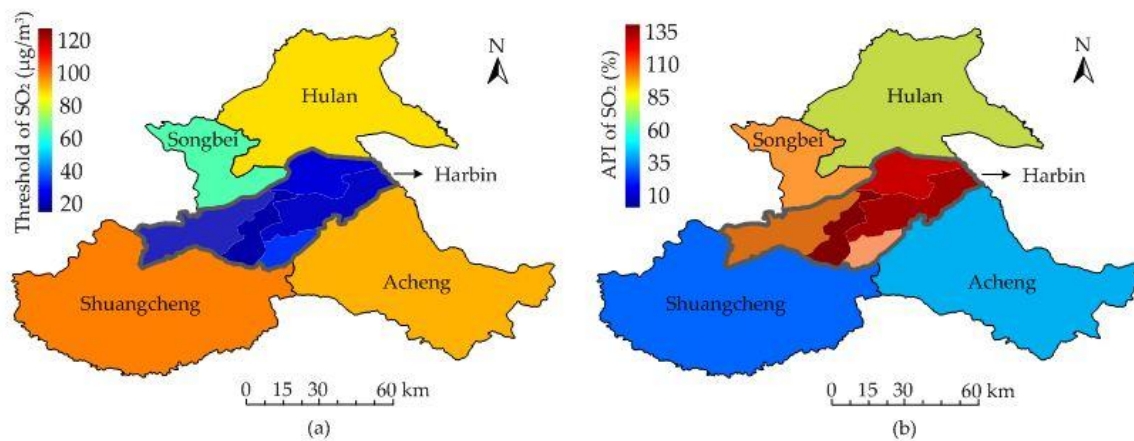 Threshold of SO₂ (µg/m³)
120
100
80
60
40
20
N
Hulan
Songbei
Harbin
Shuangcheng
Acheng
0 15 30 60 km
(a)
API of SO₂ (%)
135
110
85
60
35
10
N
Hulan
Songbei
Harbin
Shuangcheng
Acheng
0 15 30 60 km
(b)